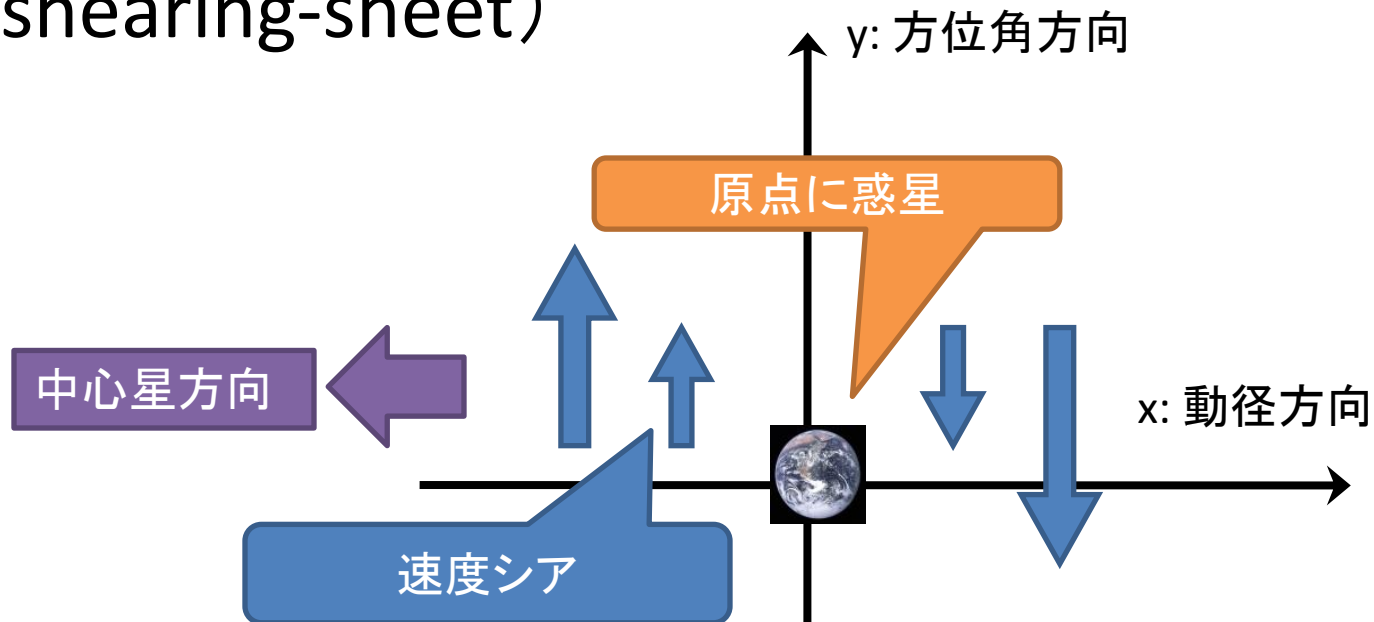 shearing-sheet）
y: 方位角方向
原点に惑星
中心星方向
x: 動径方向
速度シア